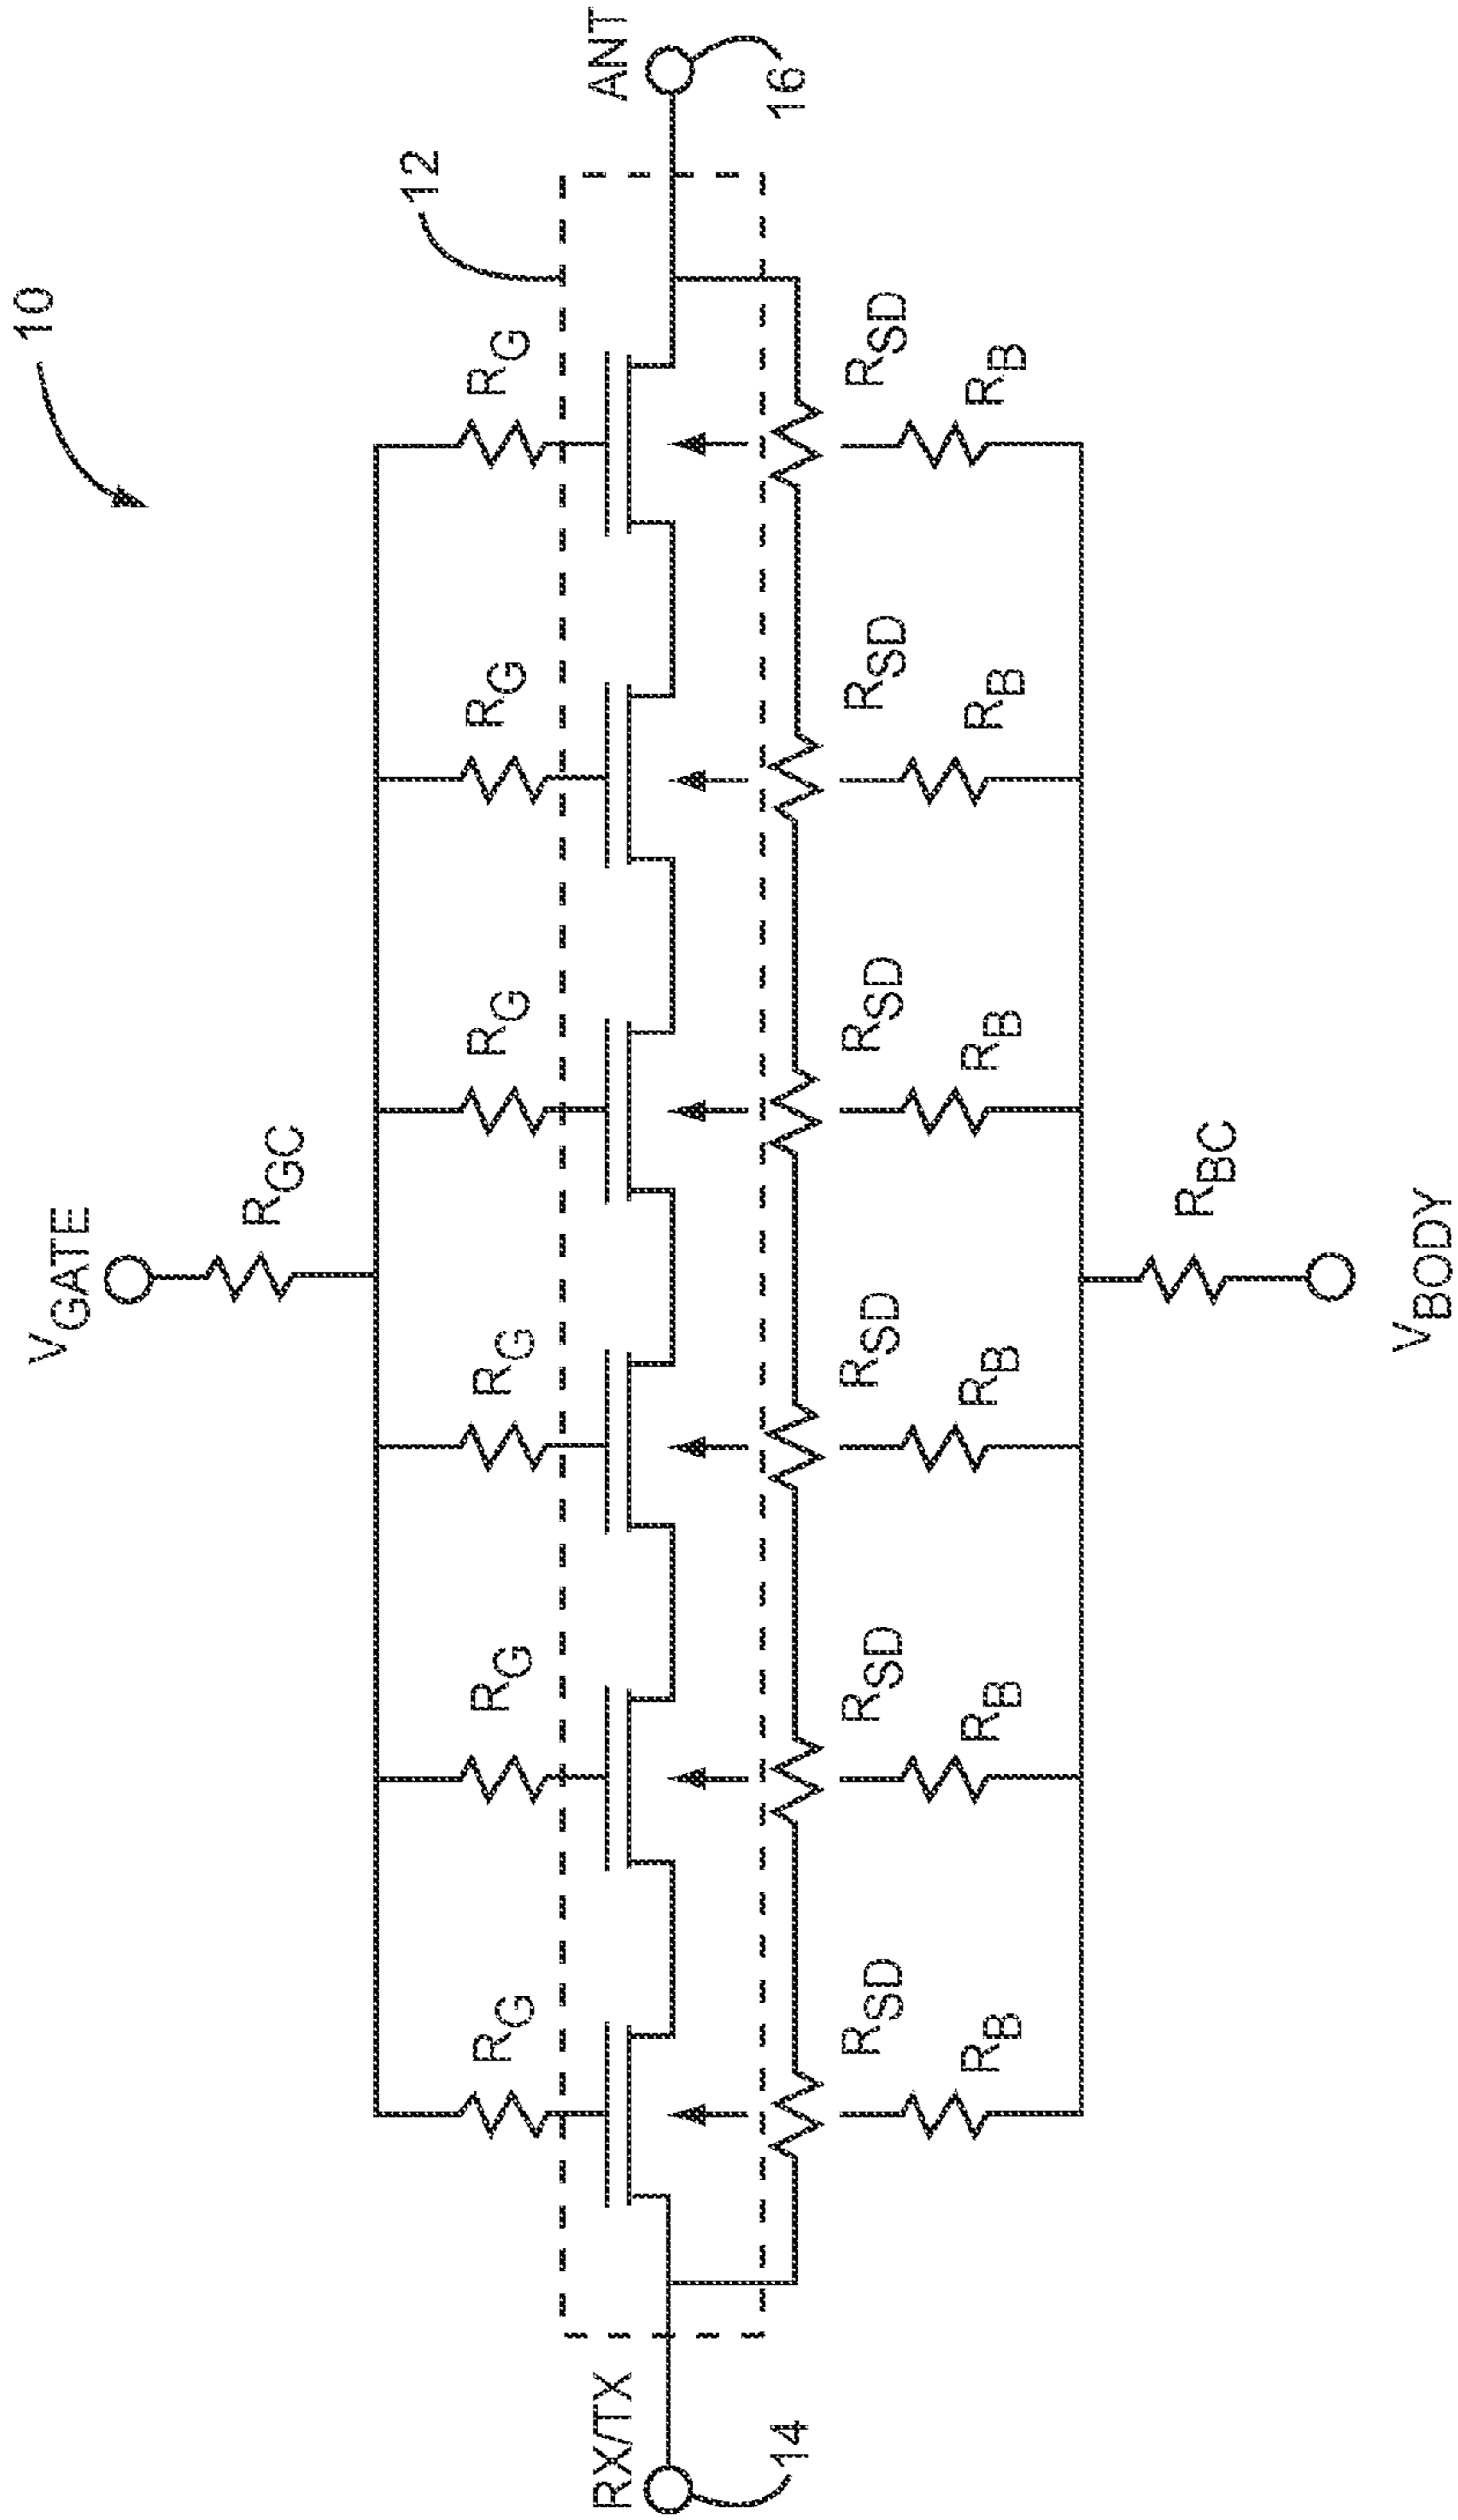 10
V_GATE
R_GC
12
R_G R_G R_G R_G R_G R_G
RX/TX ANT
14 16
R_SD R_SD R_SD R_SD R_SD R_SD
R_B R_B R_B R_B R_B R_B
R_BC
V_BODY